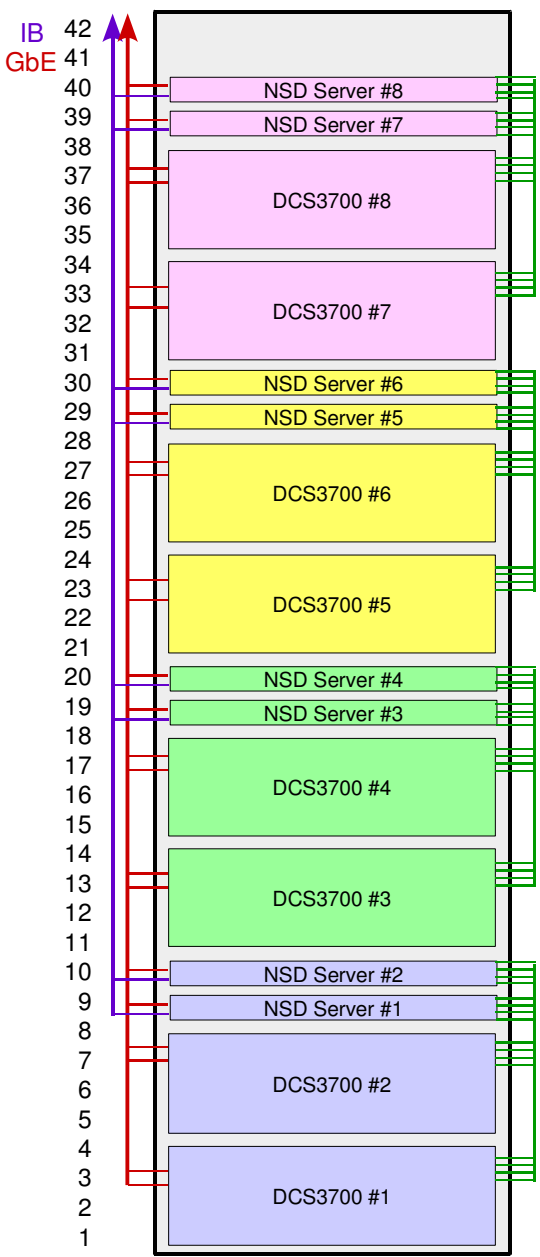 IB
GbE
42
41
40
39
38
37
36
35
34
33
32
31
30
29
28
27
26
25
24
23
22
21
20
19
18
17
16
15
14
13
12
11
10
9
8
7
6
5
4
3
2
1
NSD Server #8
NSD Server #7
DCS3700 #8
DCS3700 #7
NSD Server #6
NSD Server #5
DCS3700 #6
DCS3700 #5
NSD Server #4
NSD Server #3
DCS3700 #4
DCS3700 #3
NSD Server #2
NSD Server #1
DCS3700 #2
DCS3700 #1